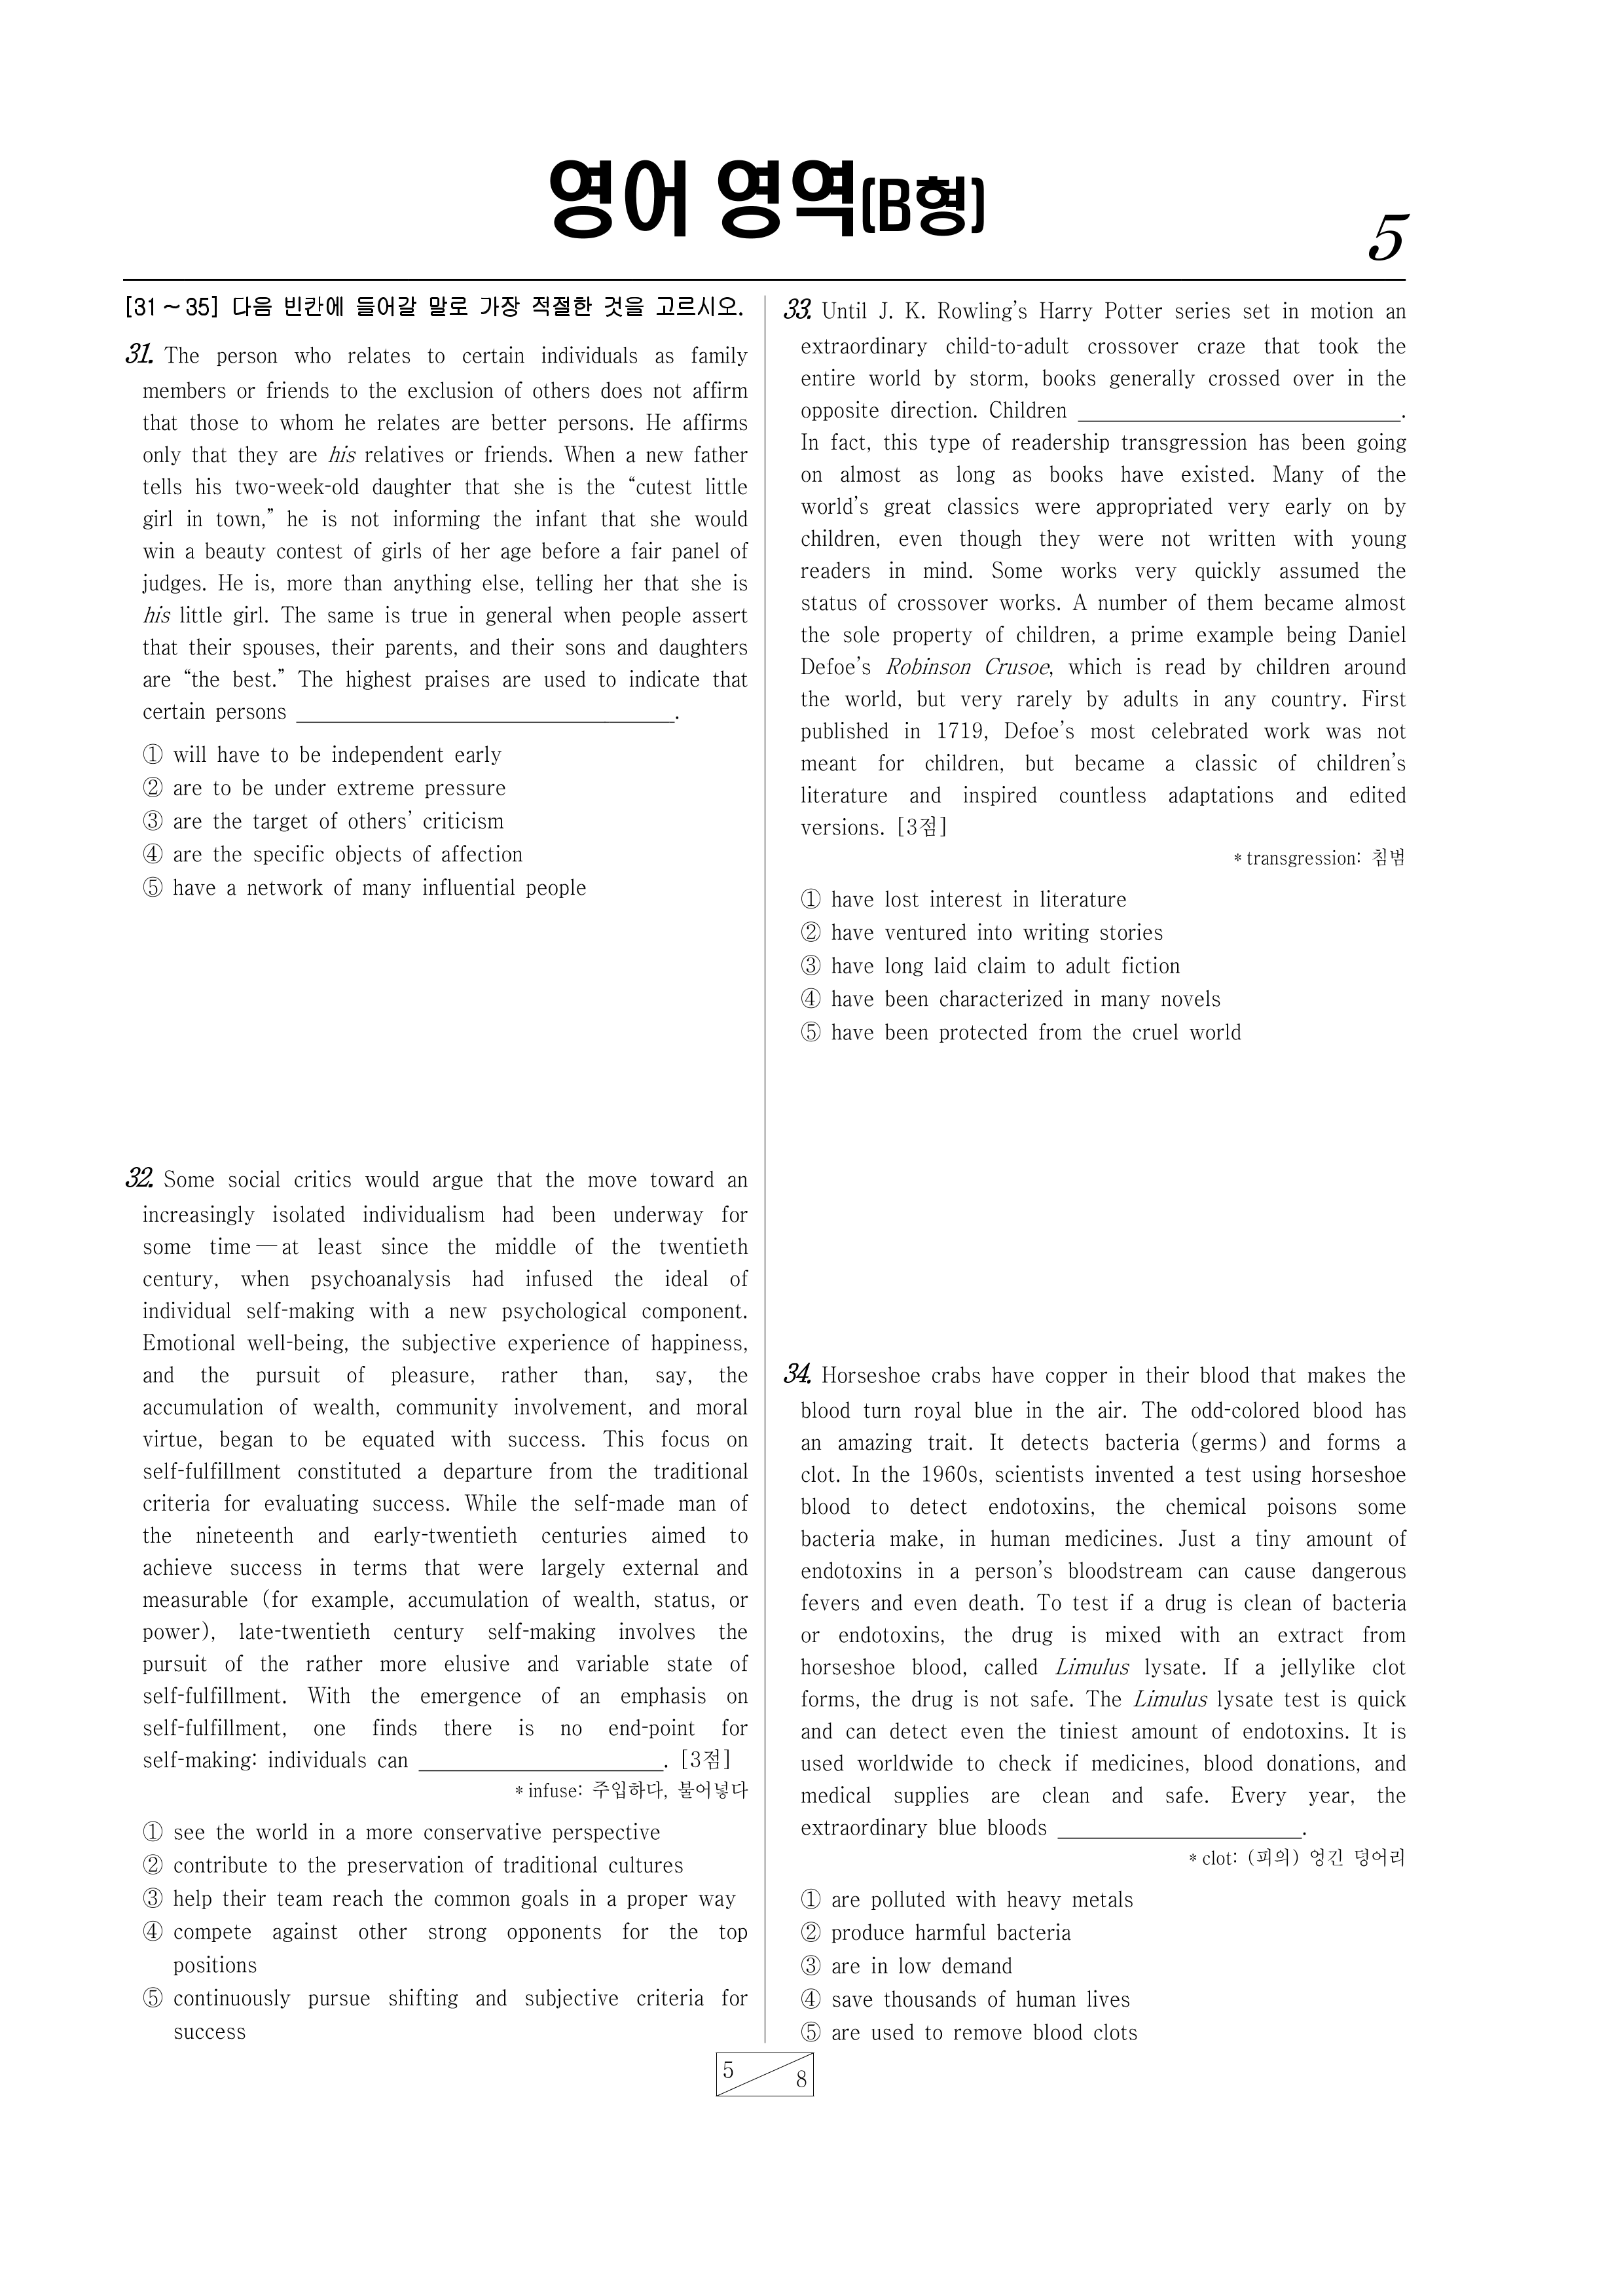 영어 영역(B형)
5
[31~35] 다음 빈칸에 들어갈 말로 가장 적절한 것을 고르시오.
31. The person who relates to certain individuals as family
members or friends to the exclusion of others does not affirm
that those to whom he relates are better persons. He affirms
only that they are his relatives or friends. When a new father
tells his two-week-old daughter that she is the “cutest little
girl in town,” he is not informing the infant that she would
win a beauty contest of girls of her age before a fair panel of
judges. He is, more than anything else, telling her that she is
his little girl. The same is true in general when people assert
that their spouses, their parents, and their sons and daughters
are “the best.” The highest praises are used to indicate that
certain persons ______________________________.
① will have to be independent early
② are to be under extreme pressure
③ are the target of others’ criticism
④ are the specific objects of affection
⑤ have a network of many influential people
32. Some social critics would argue that the move toward an
increasingly isolated individualism had been underway for
some time — at least since the middle of the twentieth
century, when psychoanalysis had infused the ideal of
individual self-making with a new psychological component.
Emotional well-being, the subjective experience of happiness,
and the pursuit of pleasure, rather than, say, the
accumulation of wealth, community involvement, and moral
virtue, began to be equated with success. This focus on
self-fulfillment constituted a departure from the traditional
criteria for evaluating success. While the self-made man of
the nineteenth and early-twentieth centuries aimed to
achieve success in terms that were largely external and
measurable (for example, accumulation of wealth, status, or
power), late-twentieth century self-making involves the
pursuit of the rather more elusive and variable state of
self-fulfillment. With the emergence of an emphasis on
self-fulfillment, one finds there is no end-point for
self-making: individuals can ____________________. [3점]
* infuse: 주입하다, 불어넣다
① see the world in a more conservative perspective
② contribute to the preservation of traditional cultures
③ help their team reach the common goals in a proper way
④ compete against other strong opponents for the top
positions
⑤ continuously pursue shifting and subjective criteria for
success
33. Until J. K. Rowling’s Harry Potter series set in motion an
extraordinary child-to-adult crossover craze that took the
entire world by storm, books generally crossed over in the
opposite direction. Children __________________________.
In fact, this type of readership transgression has been going
on almost as long as books have existed. Many of the
world’s great classics were appropriated very early on by
children, even though they were not written with young
readers in mind. Some works very quickly assumed the
status of crossover works. A number of them became almost
the sole property of children, a prime example being Daniel
Defoe’s Robinson Crusoe, which is read by children around
the world, but very rarely by adults in any country. First
published in 1719, Defoe’s most celebrated work was not
meant for children, but became a classic of children’s
literature and inspired countless adaptations and edited
versions. [3점]
* transgression: 침범
① have lost interest in literature
② have ventured into writing stories
③ have long laid claim to adult fiction
④ have been characterized in many novels
⑤ have been protected from the cruel world
34. Horseshoe crabs have copper in their blood that makes the
blood turn royal blue in the air. The odd-colored blood has
an amazing trait. It detects bacteria (germs) and forms a
clot. In the 1960s, scientists invented a test using horseshoe
blood to detect endotoxins, the chemical poisons some
bacteria make, in human medicines. Just a tiny amount of
endotoxins in a person’s bloodstream can cause dangerous
fevers and even death. To test if a drug is clean of bacteria
or endotoxins, the drug is mixed with an extract from
horseshoe blood, called Limulus lysate. If a jellylike clot
forms, the drug is not safe. The Limulus lysate test is quick
and can detect even the tiniest amount of endotoxins. It is
used worldwide to check if medicines, blood donations, and
medical supplies are clean and safe. Every year, the
extraordinary blue bloods ____________________.
* clot: (피의) 엉긴 덩어리
① are polluted with heavy metals
② produce harmful bacteria
③ are in low demand
④ save thousands of human lives
⑤ are used to remove blood clots
5
8